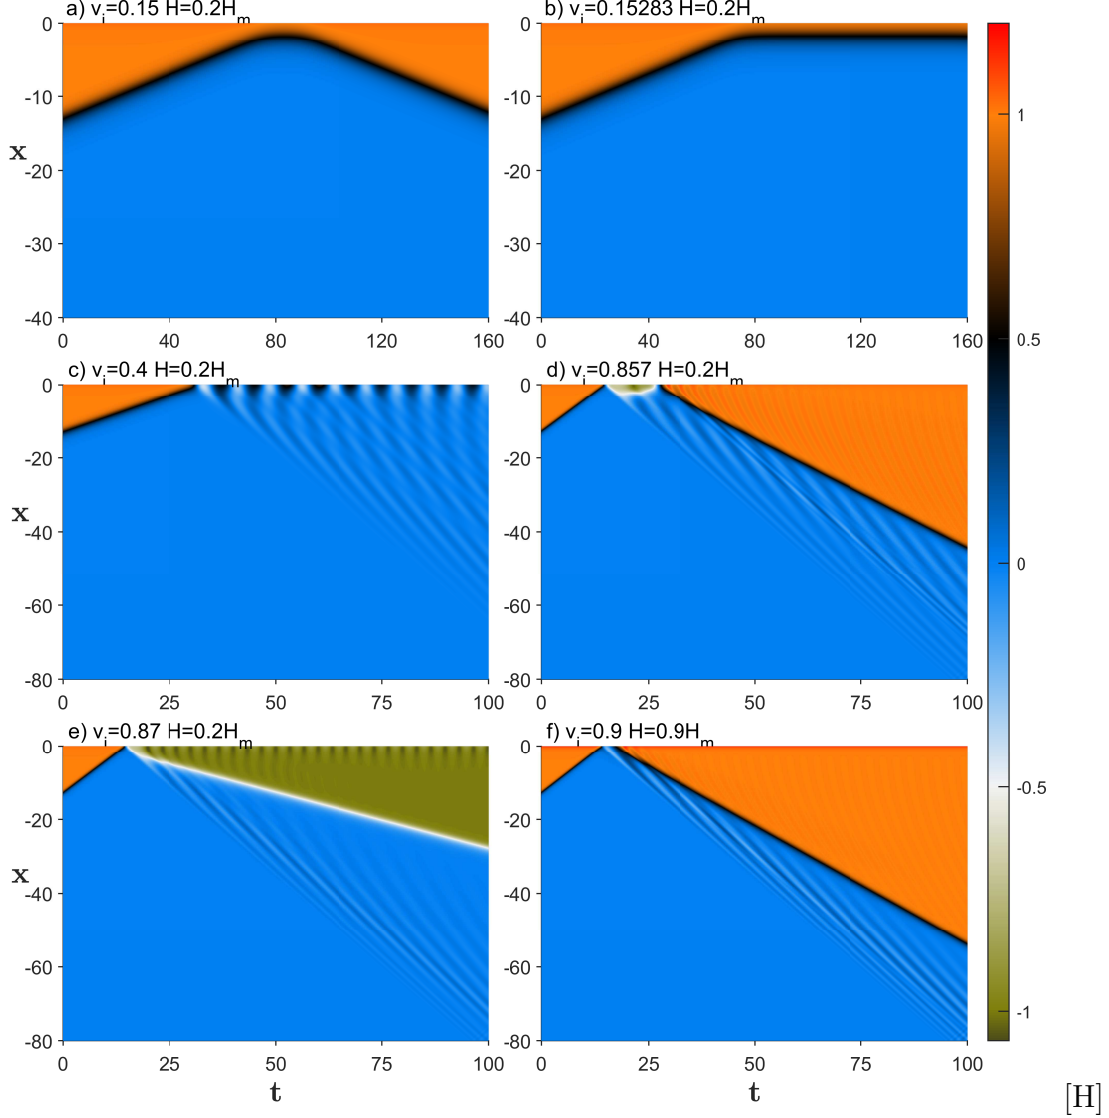 a) v_i=0.15 H=0.2H_m
b) v_i=0.15283 H=0.2H_m
0
-10
-20
-30
-40
x
0 40 80 120 160
0
-10
-20
-30
-40
0 40 80 120 160
c) v_i=0.4 H=0.2H_m
d) v_i=0.857 H=0.2H_m
0
-20
-40
-60
-80
x
0 25 50 75 100
0
-20
-40
-60
-80
0 25 50 75 100
e) v_i=0.87 H=0.2H_m
f) v_i=0.9 H=0.9H_m
0
-20
-40
-60
-80
x
0 25 50 75 100
t
0
-20
-40
-60
-80
0 25 50 75 100
t
1
0.5
0
-0.5
-1
[H]